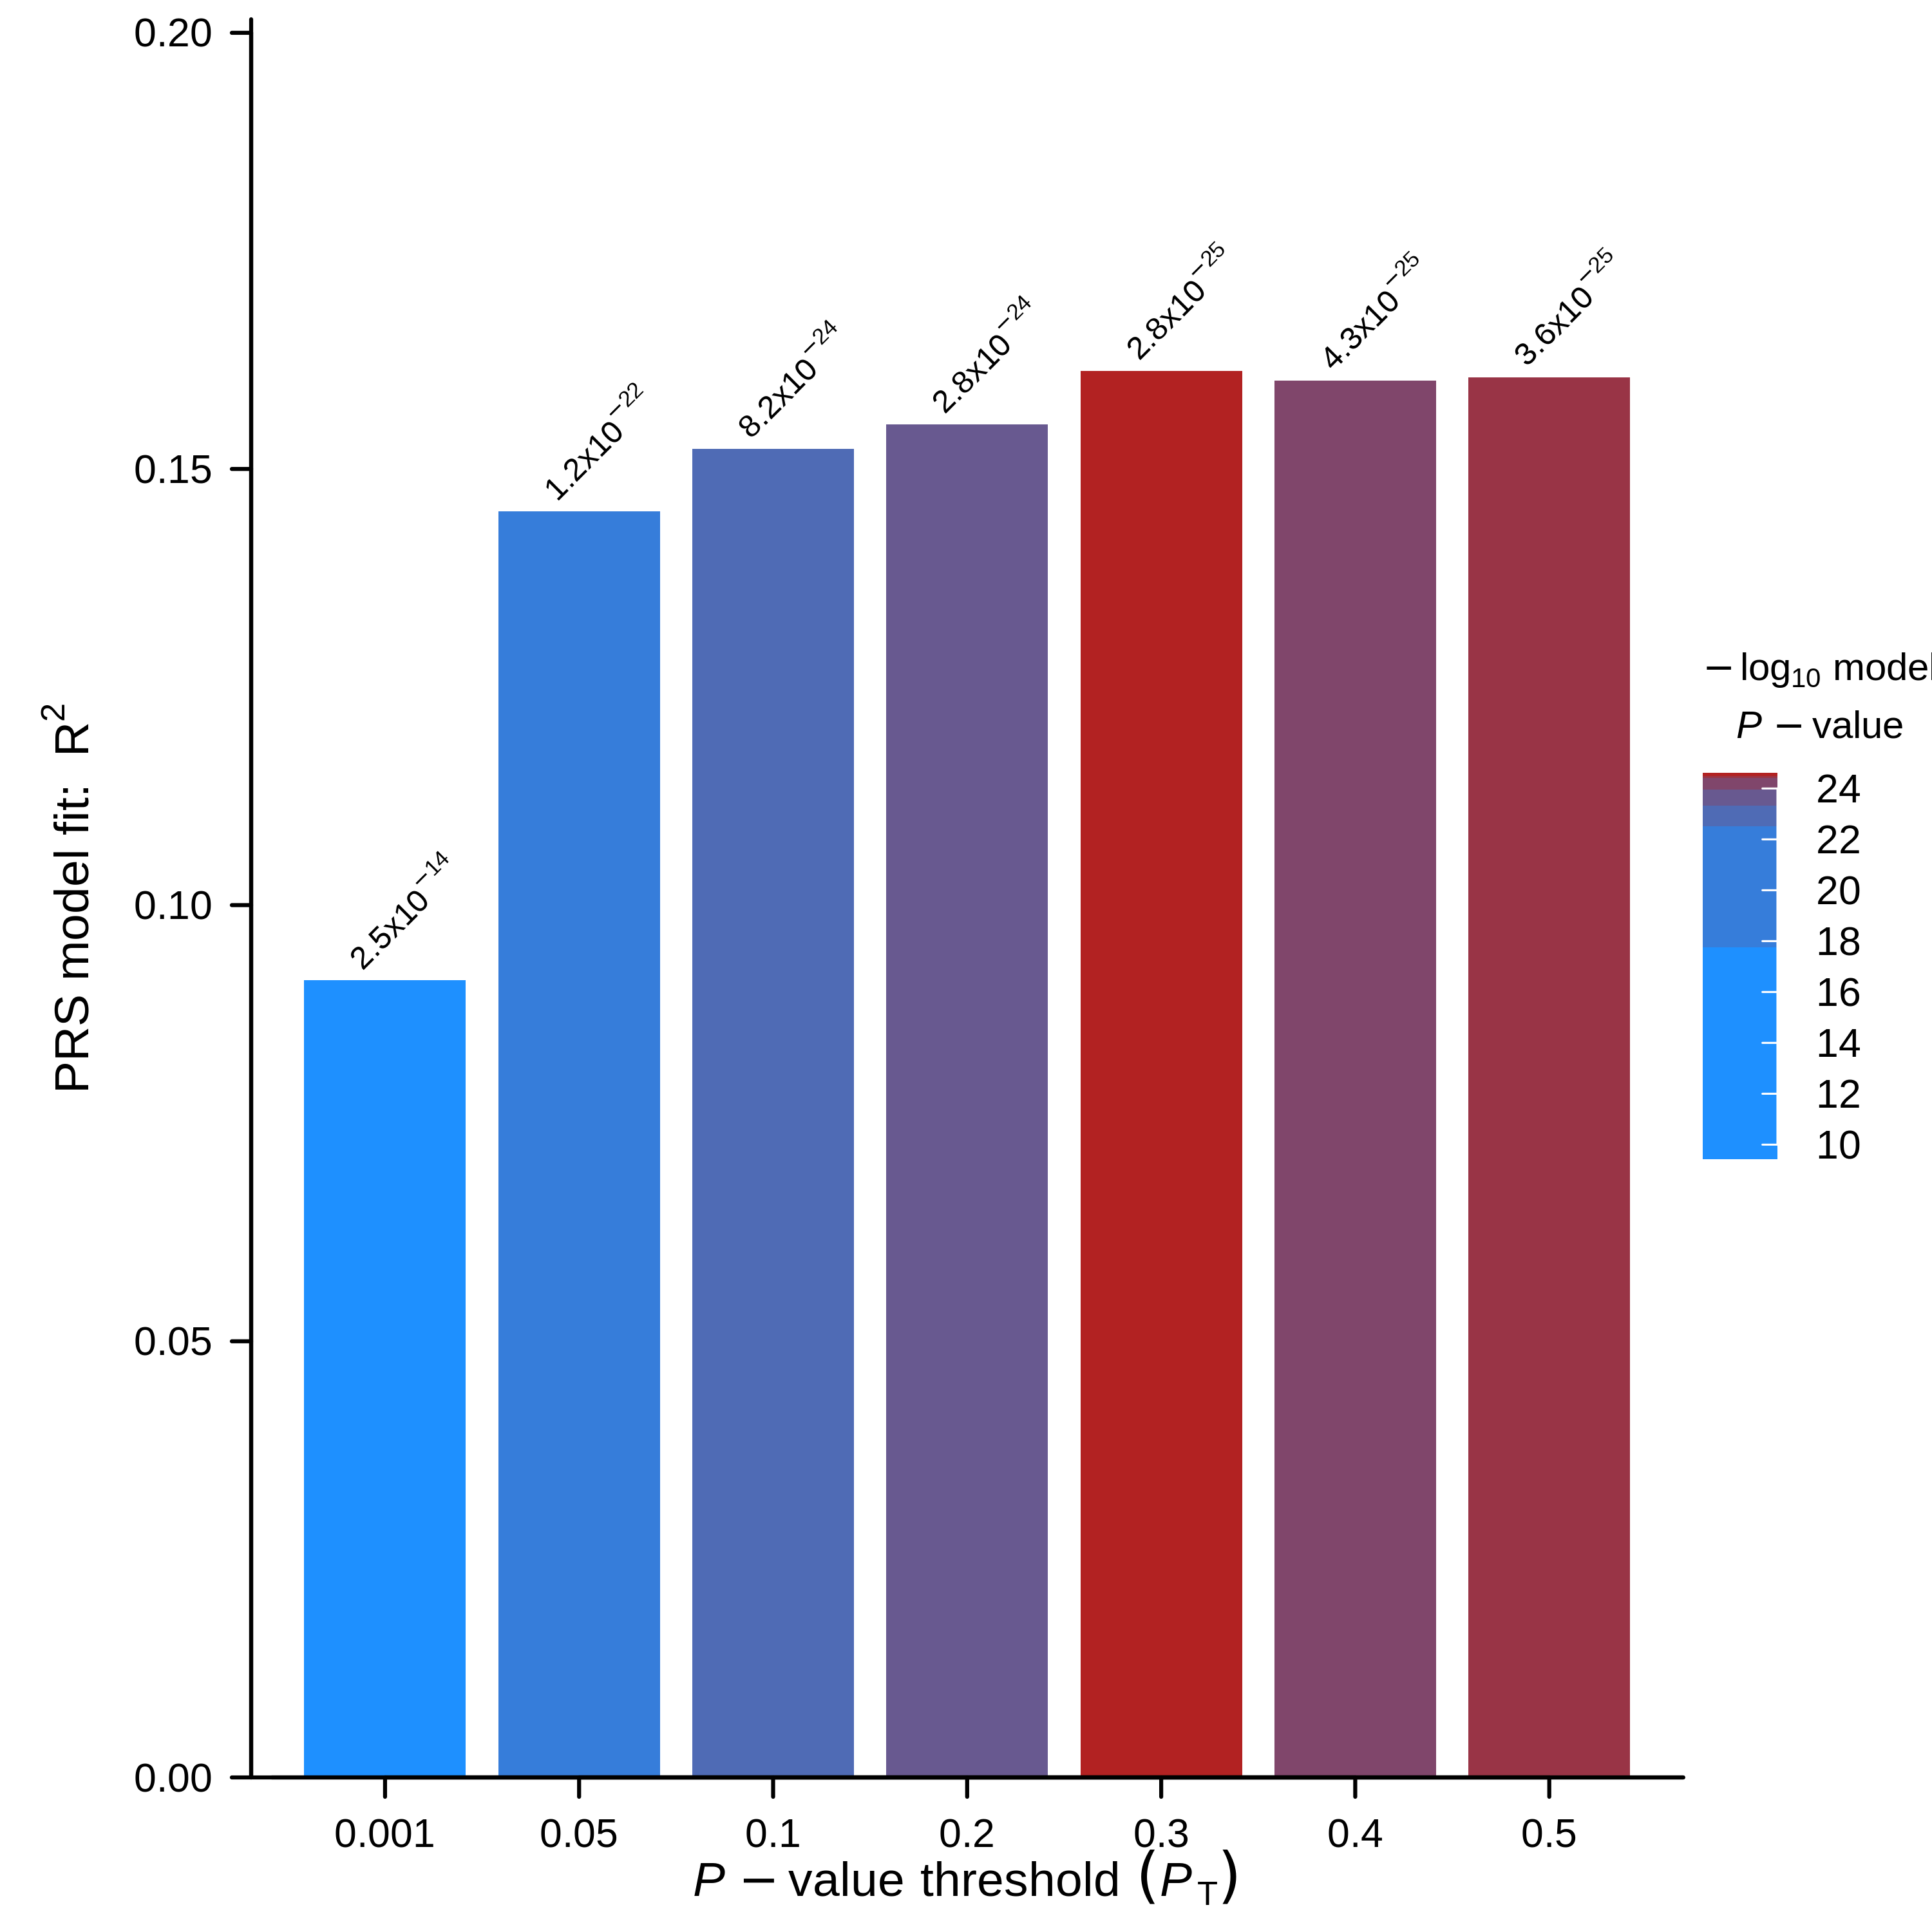 0.20
0.15
0.10
0.05
0.00
PRS model fit: R²
2.5x10⁻¹⁴
1.2x10⁻²²
8.2x10⁻²⁴
2.8x10⁻²⁴
2.8x10⁻²⁵
4.3x10⁻²⁵
3.6x10⁻²⁵
0.001 0.05 0.1 0.2 0.3 0.4 0.5
P − value threshold (P_T)
− log₁₀ model
P − value
24
22
20
18
16
14
12
10